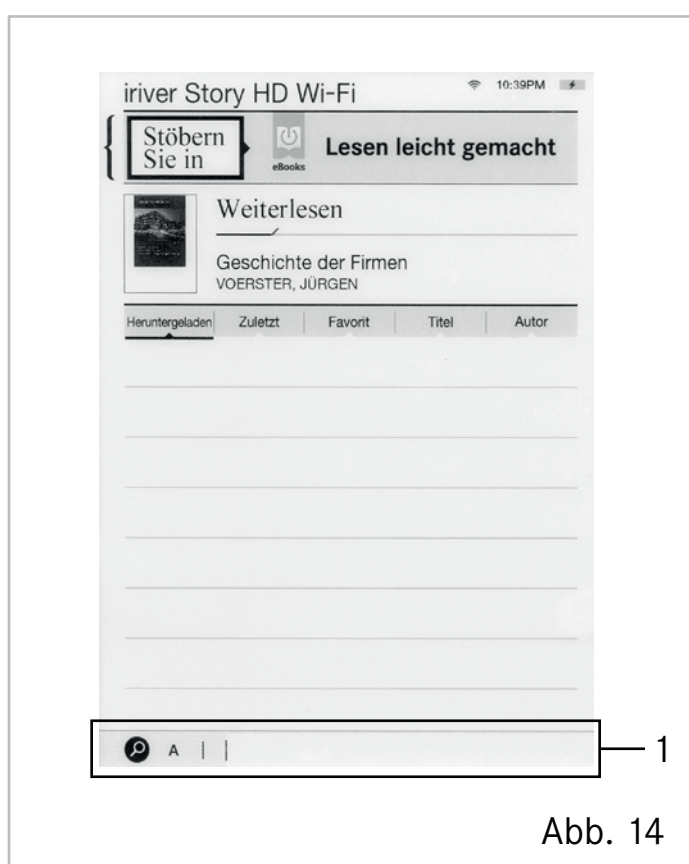 iriver Story HD Wi-Fi
10:39PM
Stöbern
Sie in
eBooks
Lesen leicht gemacht
Weiterlesen
Geschichte der Firmen
VOERSTER, JÜRGEN
Heruntergeladen Zuletzt Favorit Titel Autor
A
1
Abb. 14